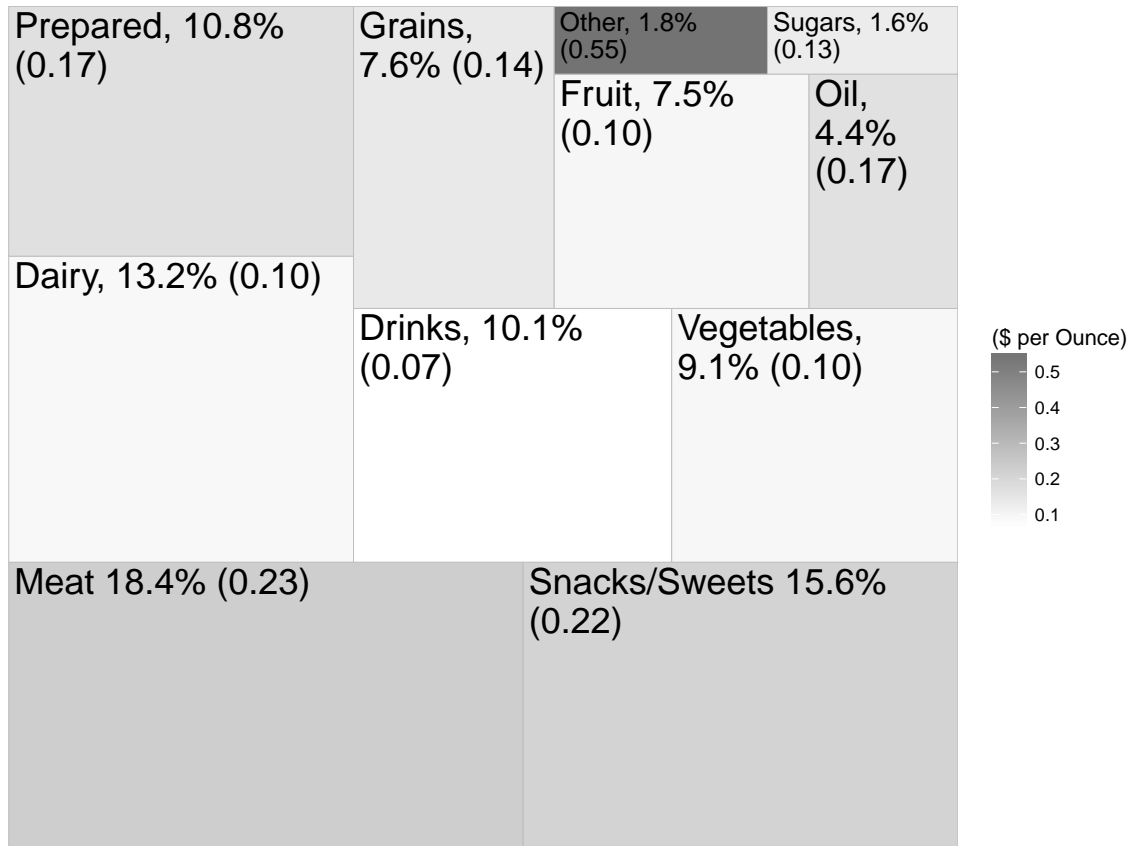 Prepared, 10.8%
(0.17)
Grains,
7.6% (0.14)
Other, 1.8%
(0.55)
Sugars, 1.6%
(0.13)
Fruit, 7.5%
(0.10)
Oil,
4.4%
(0.17)
Dairy, 13.2% (0.10)
Drinks, 10.1%
(0.07)
Vegetables,
9.1% (0.10)
Meat 18.4% (0.23)
Snacks/Sweets 15.6%
(0.22)
($ per Ounce)
0.5
0.4
0.3
0.2
0.1